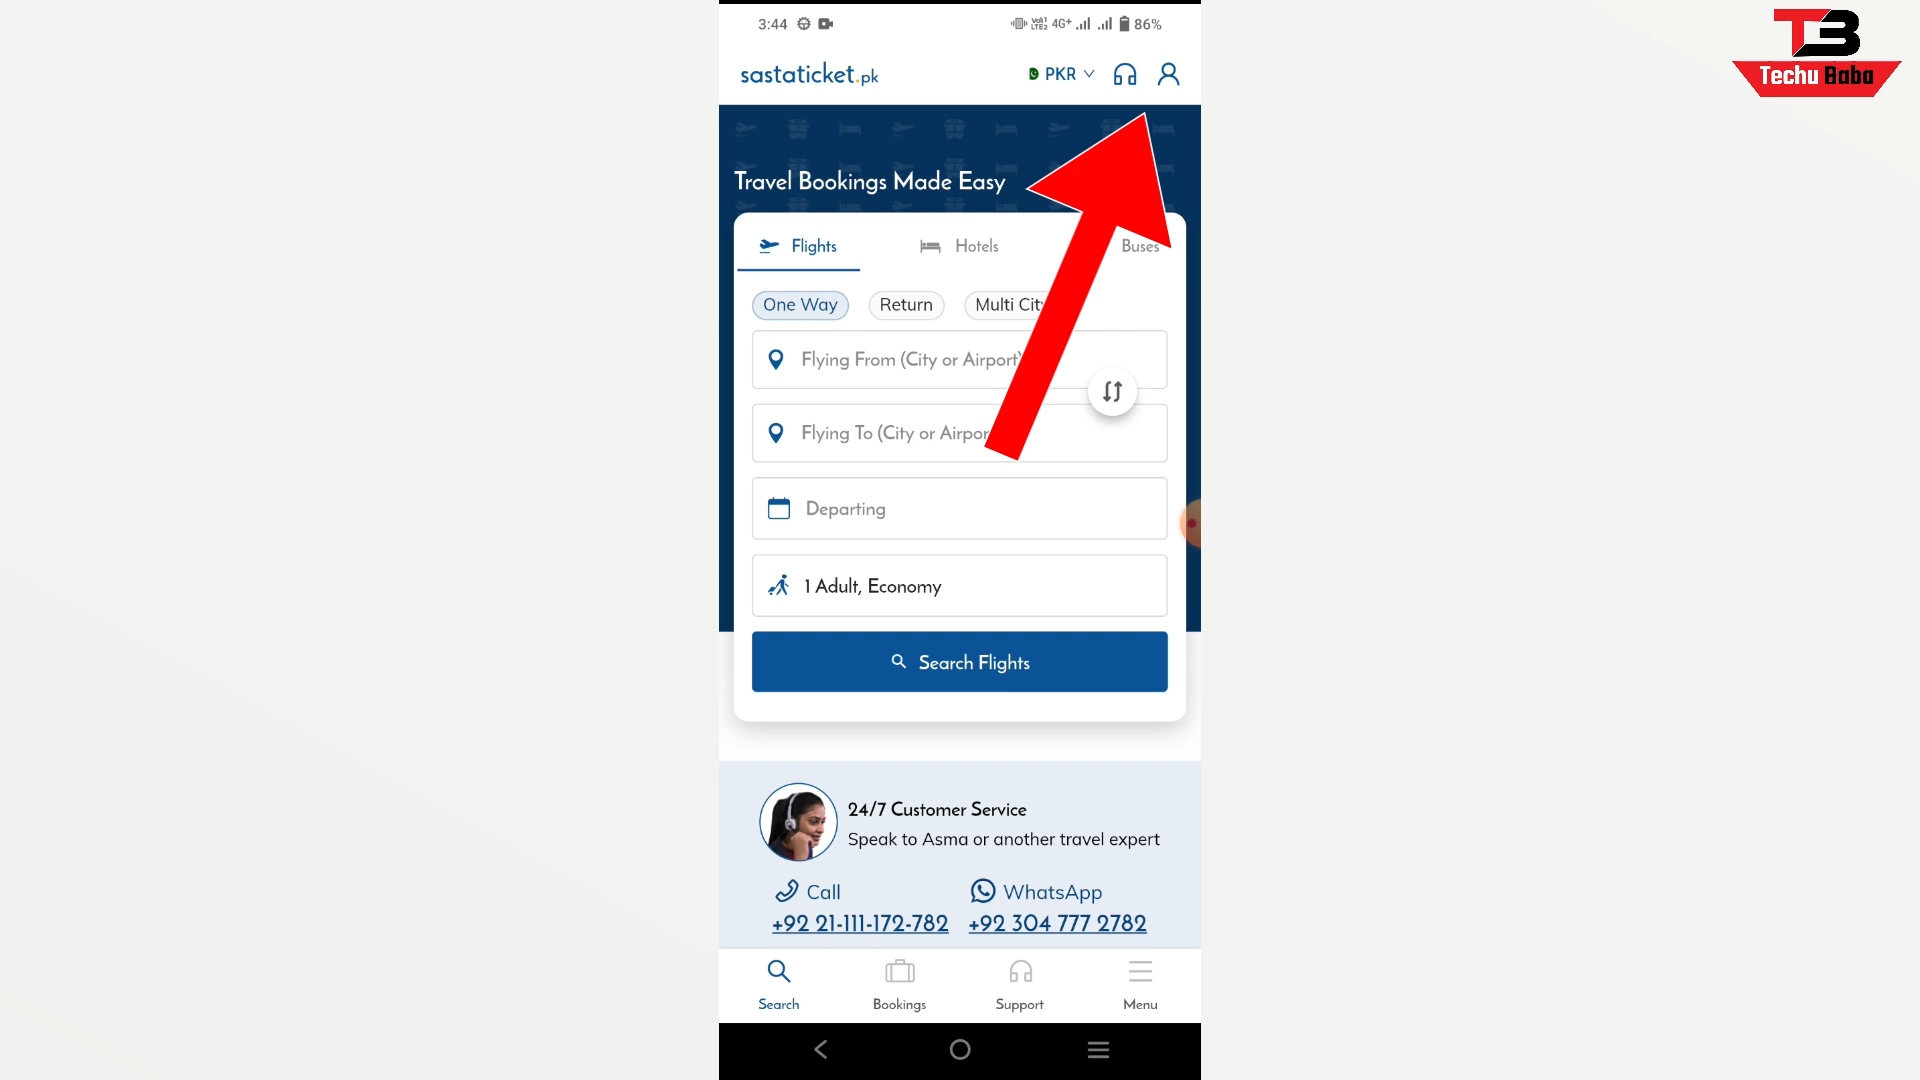 3:44
VoI) LTE2 4G+ 86%
TB
Techu Baba
sastaticket.pk
PKR
Travel Bookings Made Easy
Flights
Hotels
Buses
One Way
Return
Multi City
Flying From (City or Airport)
Flying To (City or Airpor
Departing
1 Adult, Economy
Search Flights
24/7 Customer Service
Speak to Asma or another travel expert
Call
WhatsApp
+92 21-111-172-782
+92 304 777 2782
Search
Bookings
Support
Menu